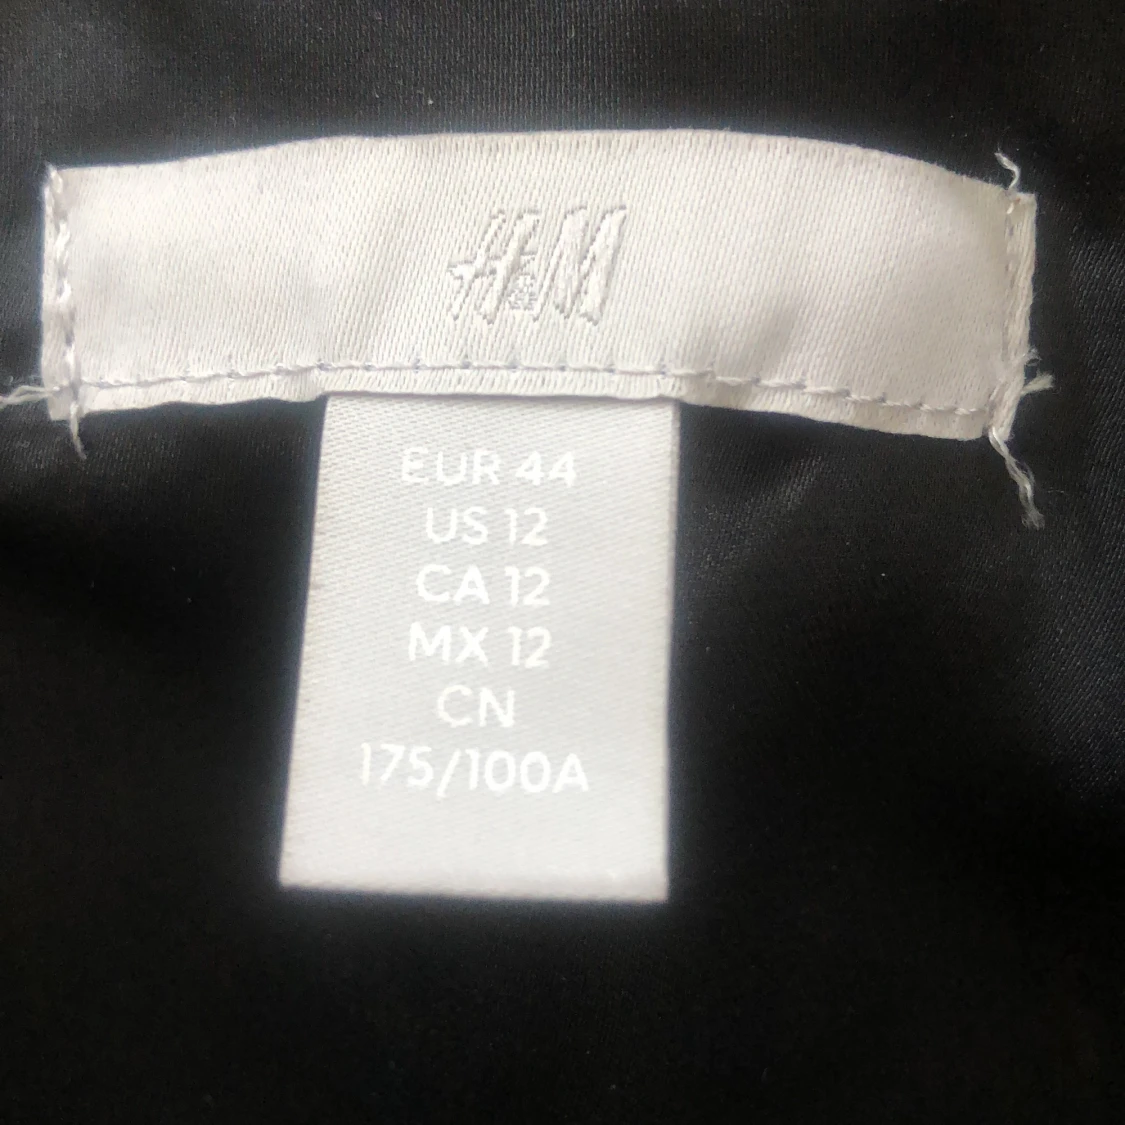 H&M
EUR 44
US 12
CA 12
MX 12
CN
175/100A